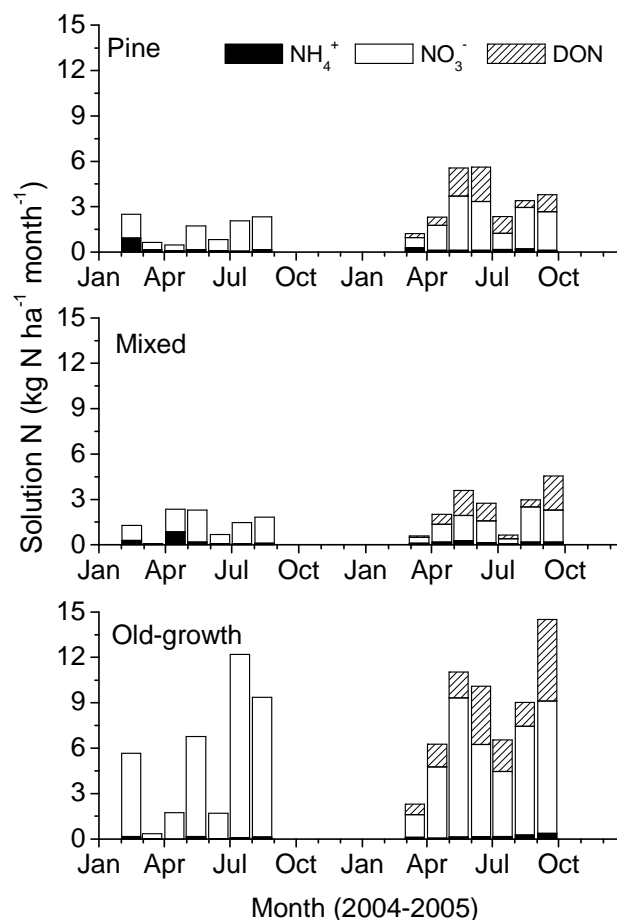 15
Pine
NH₄⁺ NO₃⁻ DON
12
9
6
3
0
Jan Apr Jul Oct Jan Apr Jul Oct
15
Mixed
12
9
6
3
0
Jan Apr Jul Oct Jan Apr Jul Oct
Solution N (kg N ha⁻¹ month⁻¹)
15
Old-growth
12
9
6
3
0
Jan Apr Jul Oct Jan Apr Jul Oct
Month (2004-2005)